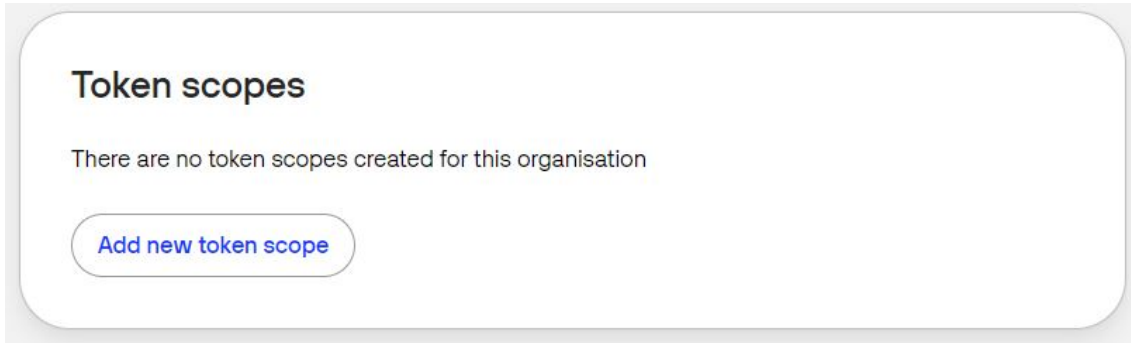 Token scopes
There are no token scopes created for this organisation
Add new token scope